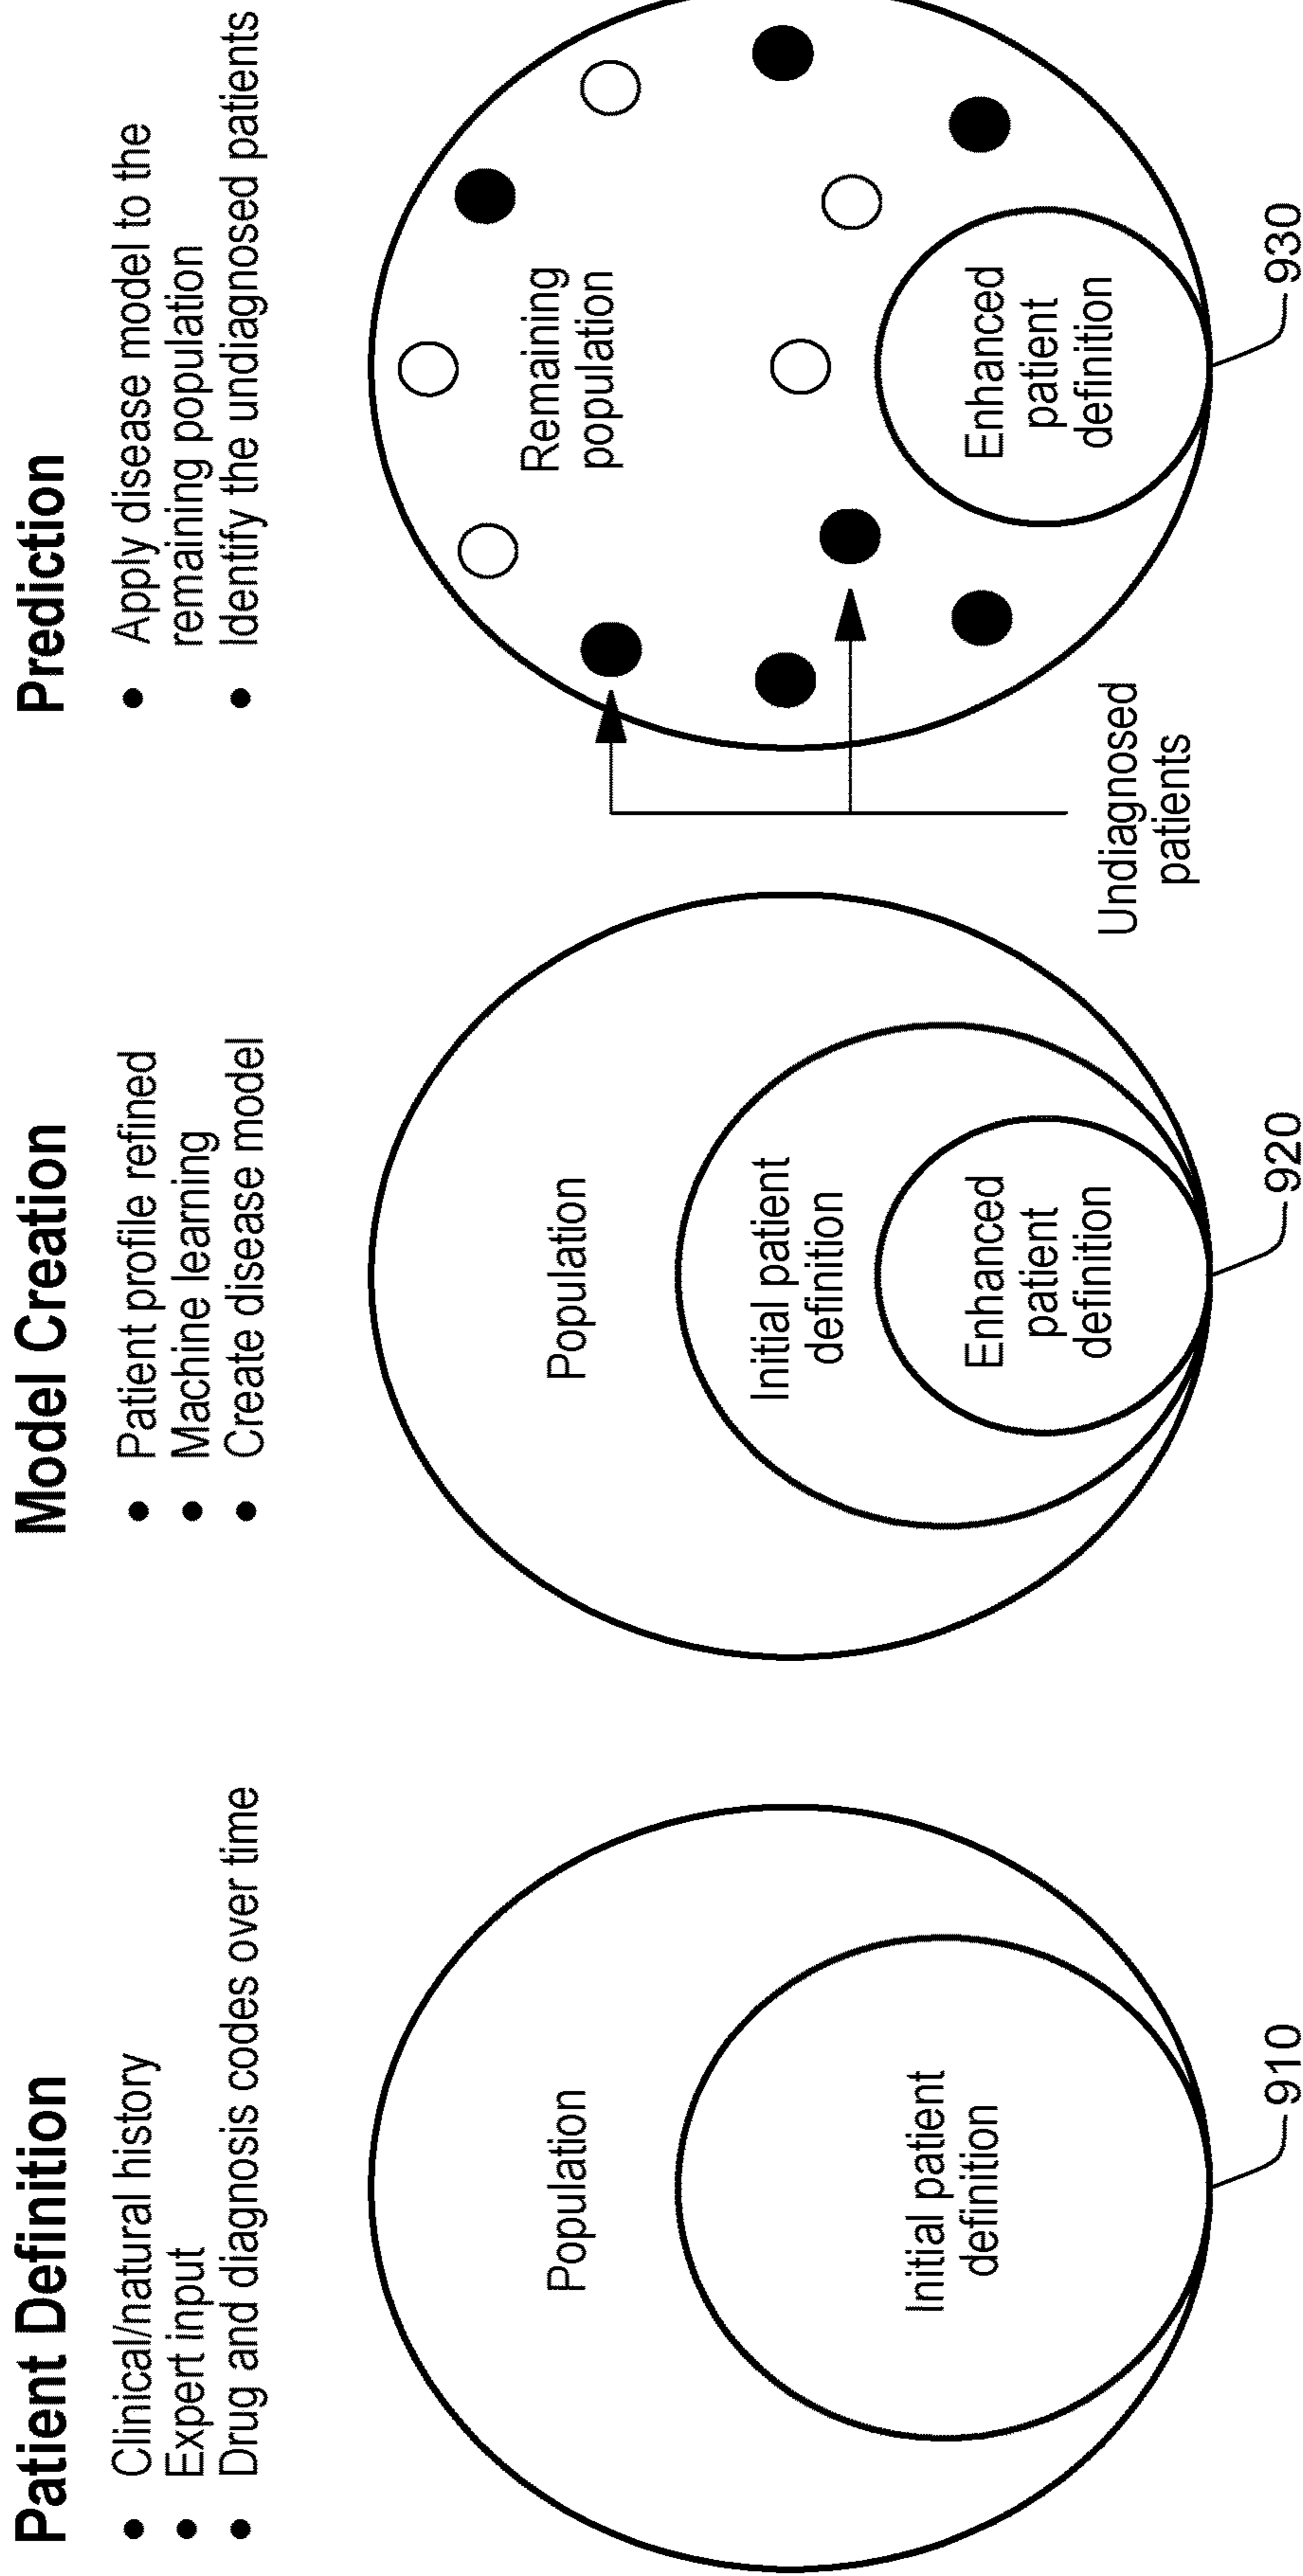 Patient Definition
• Clinical/natural history
• Expert input
• Drug and diagnosis codes over time
Population
Initial patient
definition
910
Model Creation
• Patient profile refined
• Machine learning
• Create disease model
Population
Initial patient
definition
Enhanced
patient
definition
920
Prediction
• Apply disease model to the
remaining population
• Identify the undiagnosed patients
Remaining
population
Enhanced
patient
definition
Undiagnosed
patients
930